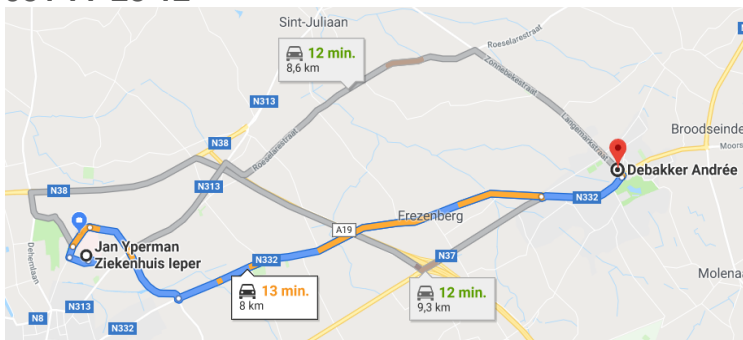 Sint-Juliaan
12 min.
8,6 km
Roeselarestraat
Zonnebekestraat
Langemarkstraat
N313
N38
Roeselarestraat
N313
Broodseinde
Moors
Debakker Andrée
N332
N38
A19
Frezenberg
Dehemlaan
Jan Yperman
Ziekenhuis Ieper
N332
N37
Molena
13 min.
8 km
12 min.
9,3 km
N313
N8
N332